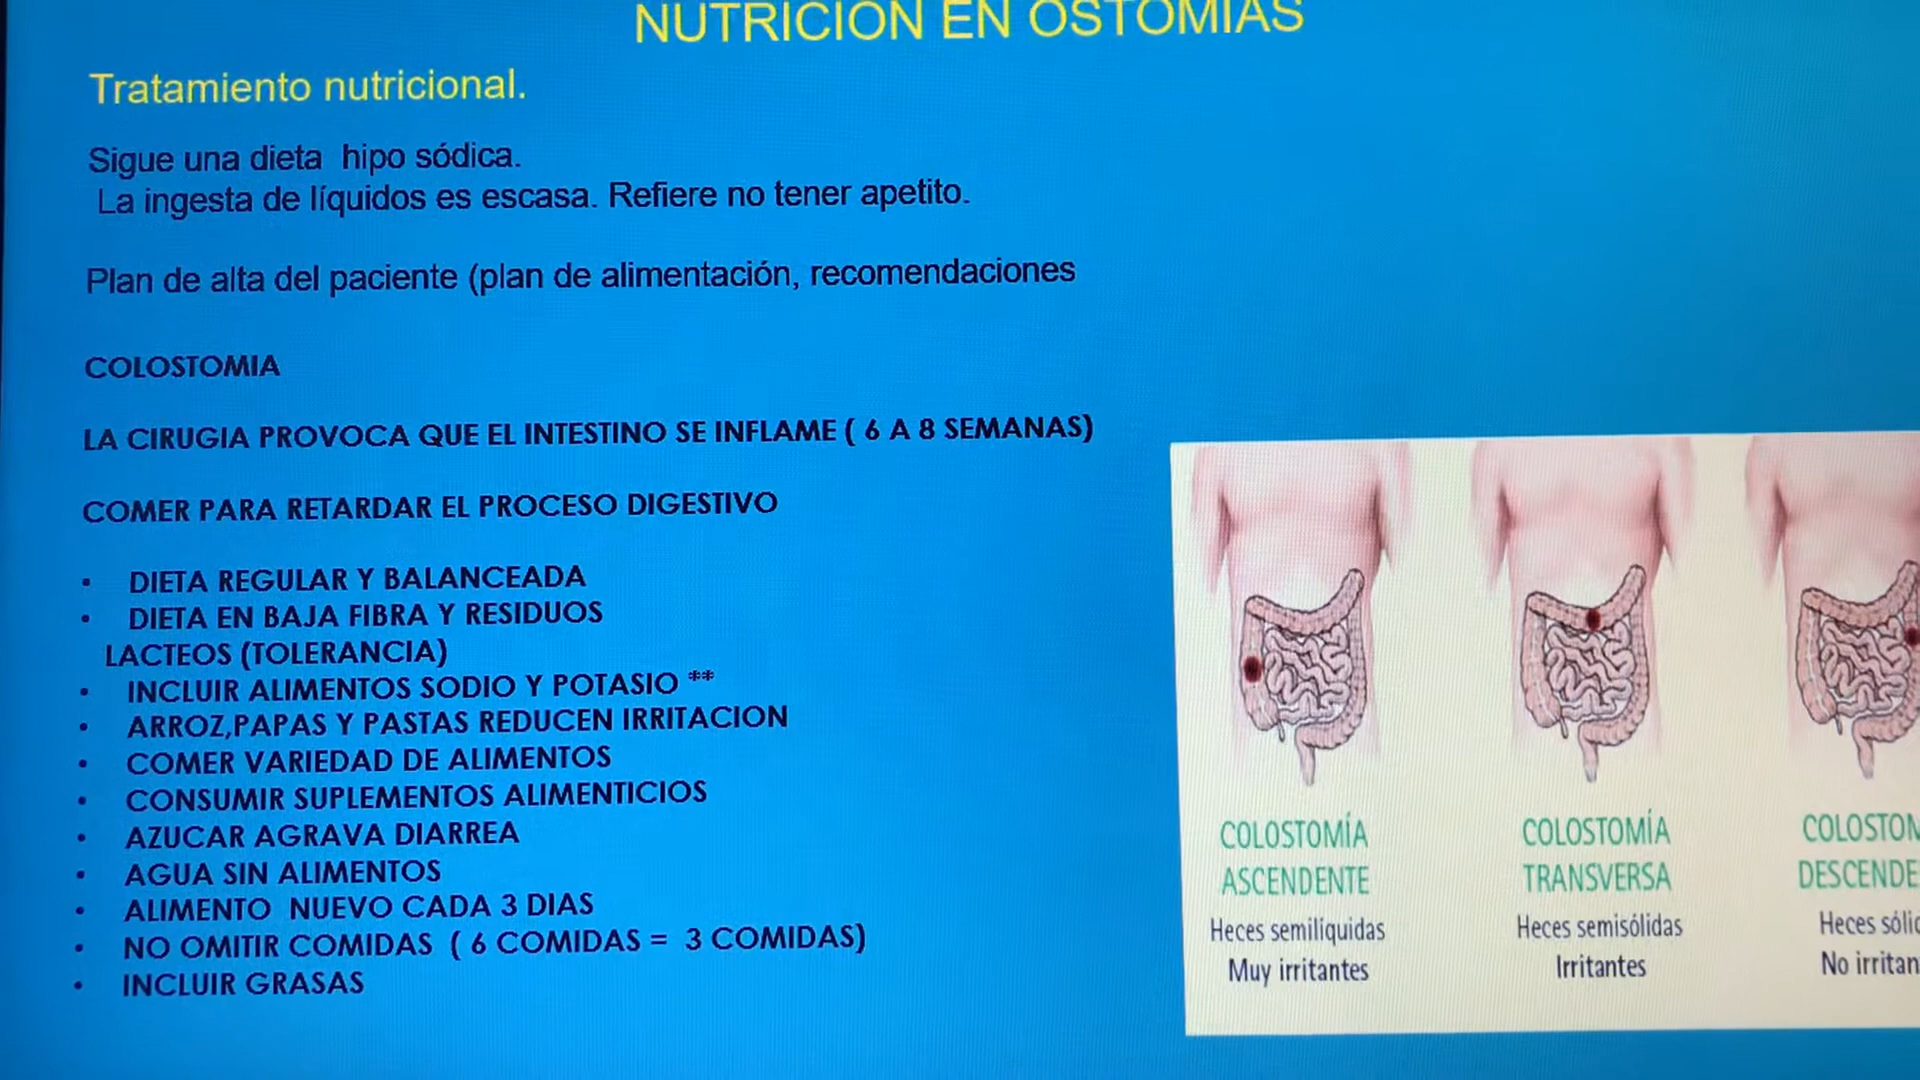 NUTRICIÓN EN OSTOMIAS
Tratamiento nutricional.
Sigue una dieta hipo sódica.
La ingesta de líquidos es escasa. Refiere no tener apetito.
Plan de alta del paciente (plan de alimentación, recomendaciones
COLOSTOMIA
LA CIRUGIA PROVOCA QUE EL INTESTINO SE INFLAME ( 6 A 8 SEMANAS)
COMER PARA RETARDAR EL PROCESO DIGESTIVO
• DIETA REGULAR Y BALANCEADA
• DIETA EN BAJA FIBRA Y RESIDUOS
LACTEOS (TOLERANCIA)
• INCLUIR ALIMENTOS SODIO Y POTASIO **
• ARROZ,PAPAS Y PASTAS REDUCEN IRRITACION
• COMER VARIEDAD DE ALIMENTOS
• CONSUMIR SUPLEMENTOS ALIMENTICIOS
• AZUCAR AGRAVA DIARREA
• AGUA SIN ALIMENTOS
• ALIMENTO NUEVO CADA 3 DIAS
• NO OMITIR COMIDAS ( 6 COMIDAS = 3 COMIDAS)
• INCLUIR GRASAS
COLOSTOMÍA
ASCENDENTE
Heces semilíquidas
Muy irritantes
COLOSTOMÍA
TRANSVERSA
Heces semisólidas
Irritantes
Heces
No